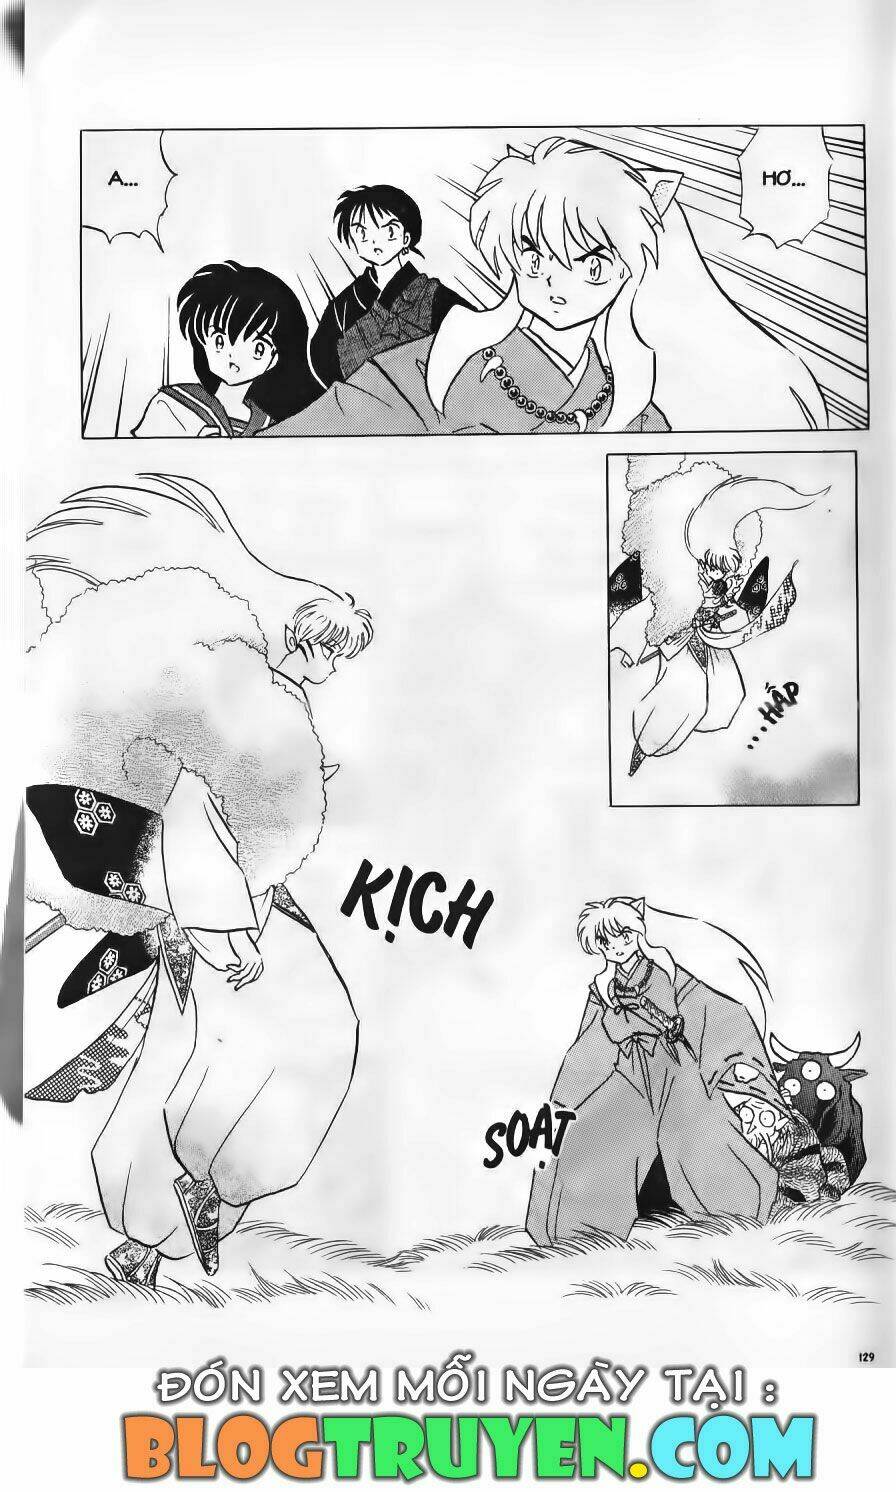 A...
HƠ...
...HẤP
KỊCH
SOẠT
129
ĐÓN XEM MỖI NGÀY TẠI :
BLOGTRUYEN.COM